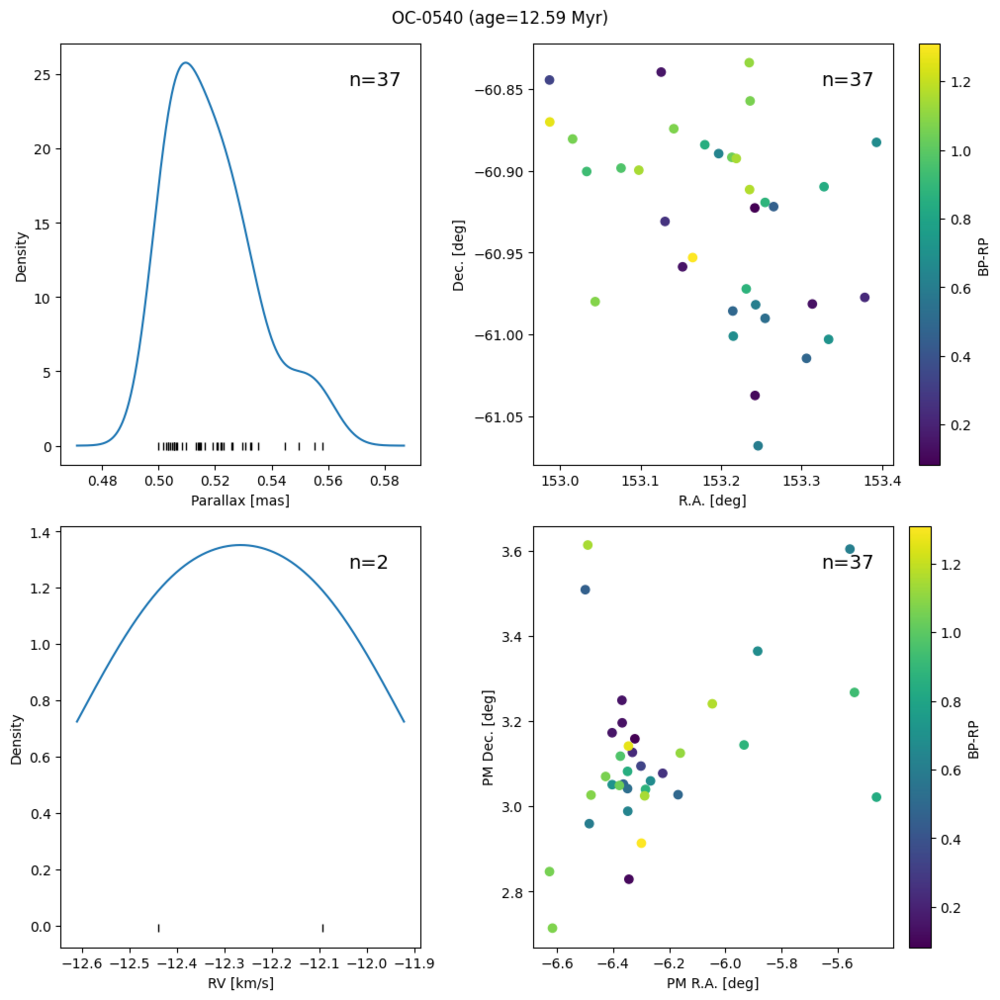 OC-0540 (age=12.59 Myr)
n=37
25
20
15
10
5
0
Density
0.48 0.50 0.52 0.54 0.56 0.58
Parallax [mas]
n=37
−60.85
−60.90
−60.95
−61.00
−61.05
Dec. [deg]
153.0 153.1 153.2 153.3 153.4
R.A. [deg]
1.2
1.0
0.8
0.6
0.4
0.2
BP-RP
n=2
1.4
1.2
1.0
0.8
0.6
0.4
0.2
0.0
Density
−12.6 −12.5 −12.4 −12.3 −12.2 −12.1 −12.0 −11.9
RV [km/s]
n=37
3.6
3.4
3.2
3.0
2.8
PM Dec. [deg]
−6.6 −6.4 −6.2 −6.0 −5.8 −5.6
PM R.A. [deg]
1.2
1.0
0.8
0.6
0.4
0.2
BP-RP